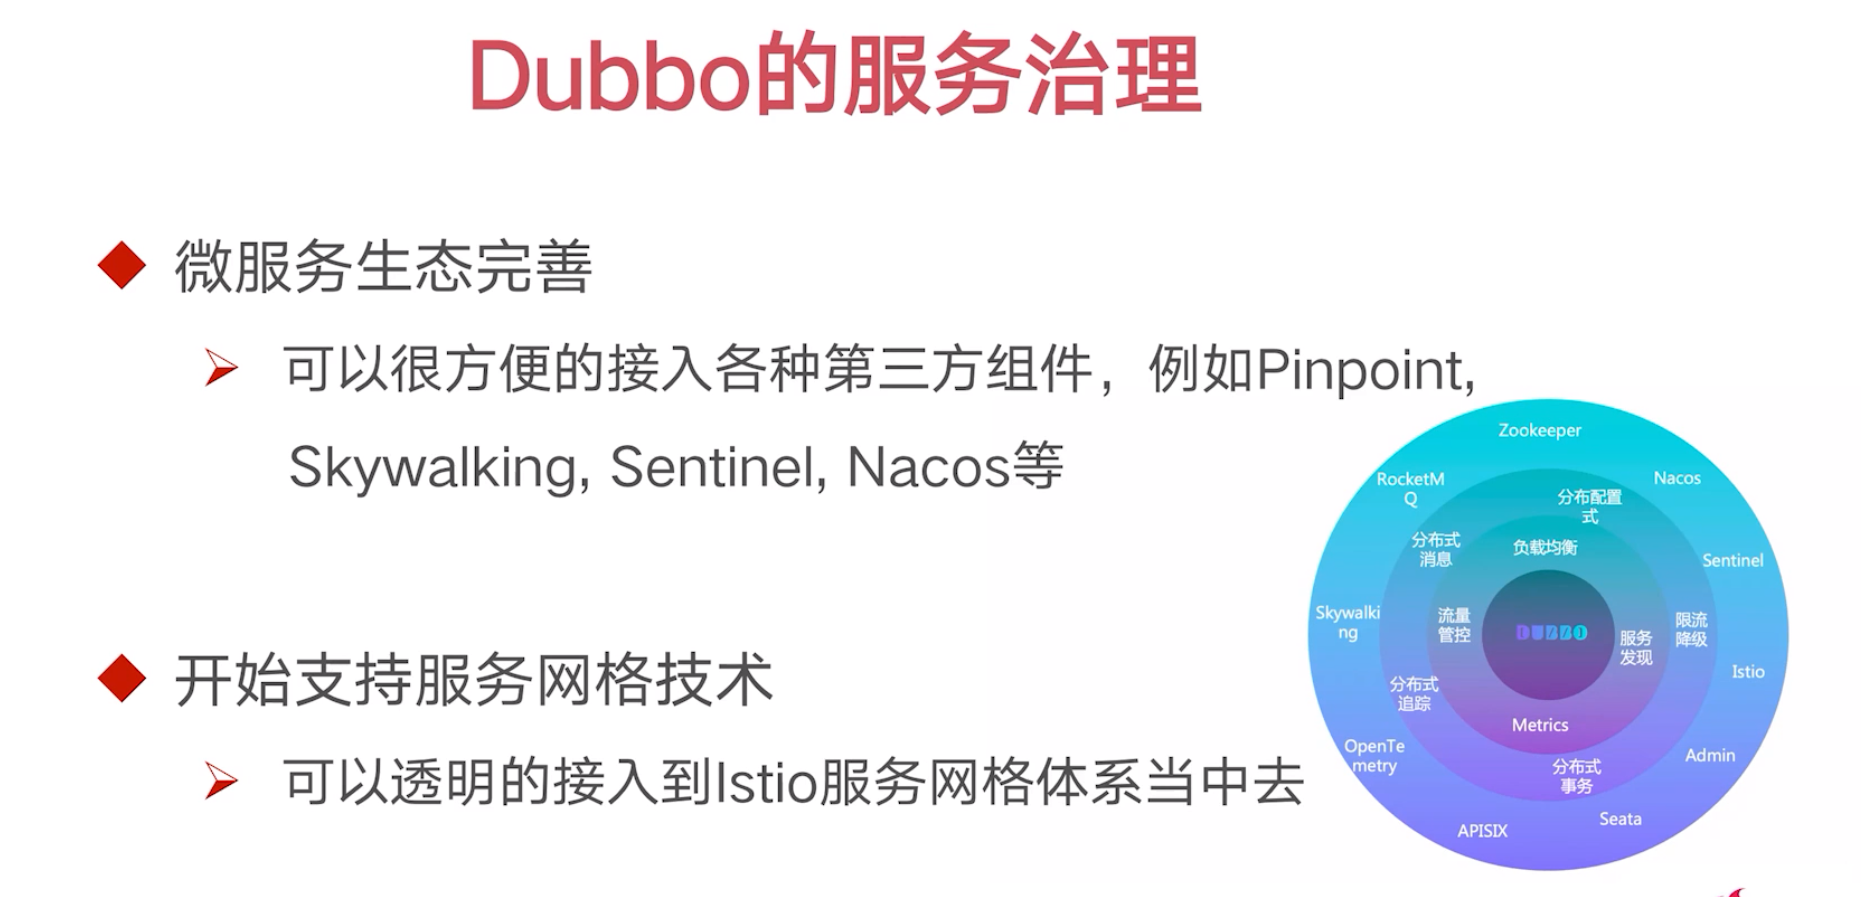 Dubbo的服务治理
微服务生态完善
可以很方便的接入各种第三方组件，例如Pinpoint,
Skywalking, Sentinel, Nacos等
开始支持服务网格技术
可以透明的接入到Istio服务网格体系当中去
Zookeeper
RocketM
Q
Nacos
分布配置
式
分布式
消息
负载均衡
Sentinel
Skywalki
ng
流量
管控
DUBBO
服务
发现
限流
降级
Istio
分布式
追踪
Metrics
OpenTe
metry
Admin
分布式
事务
Seata
APISIX